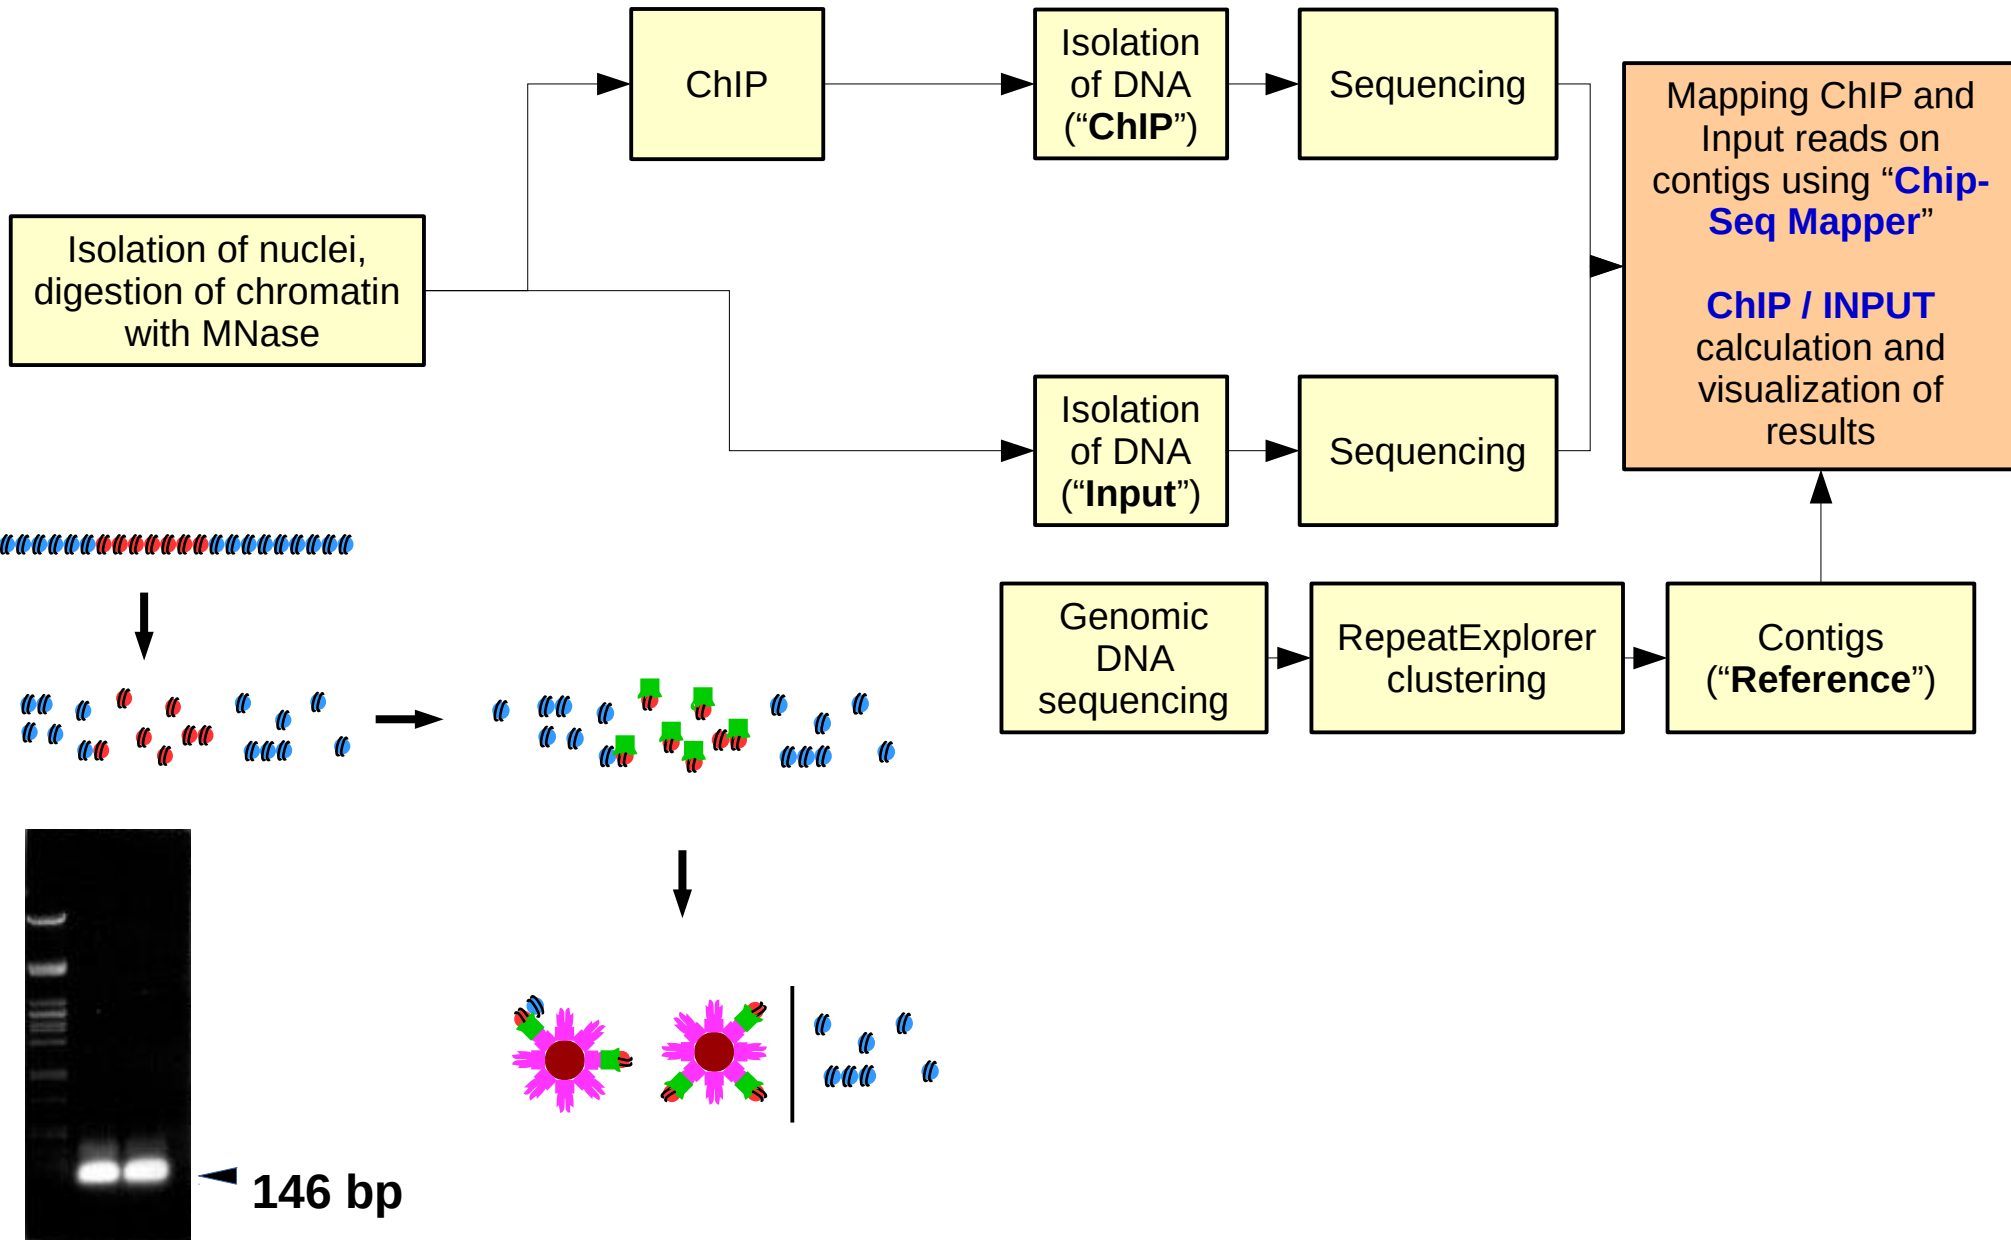 ChIP
Isolation
of DNA
(“ChIP”)
Sequencing
Mapping ChIP and
Input reads on
contigs using “Chip-
Seq Mapper”
ChIP / INPUT
calculation and
visualization of
results
Isolation of nuclei,
digestion of chromatin
with MNase
Isolation
of DNA
(“Input”)
Sequencing
Genomic
DNA
sequencing
RepeatExplorer
clustering
Contigs
(“Reference”)
146 bp